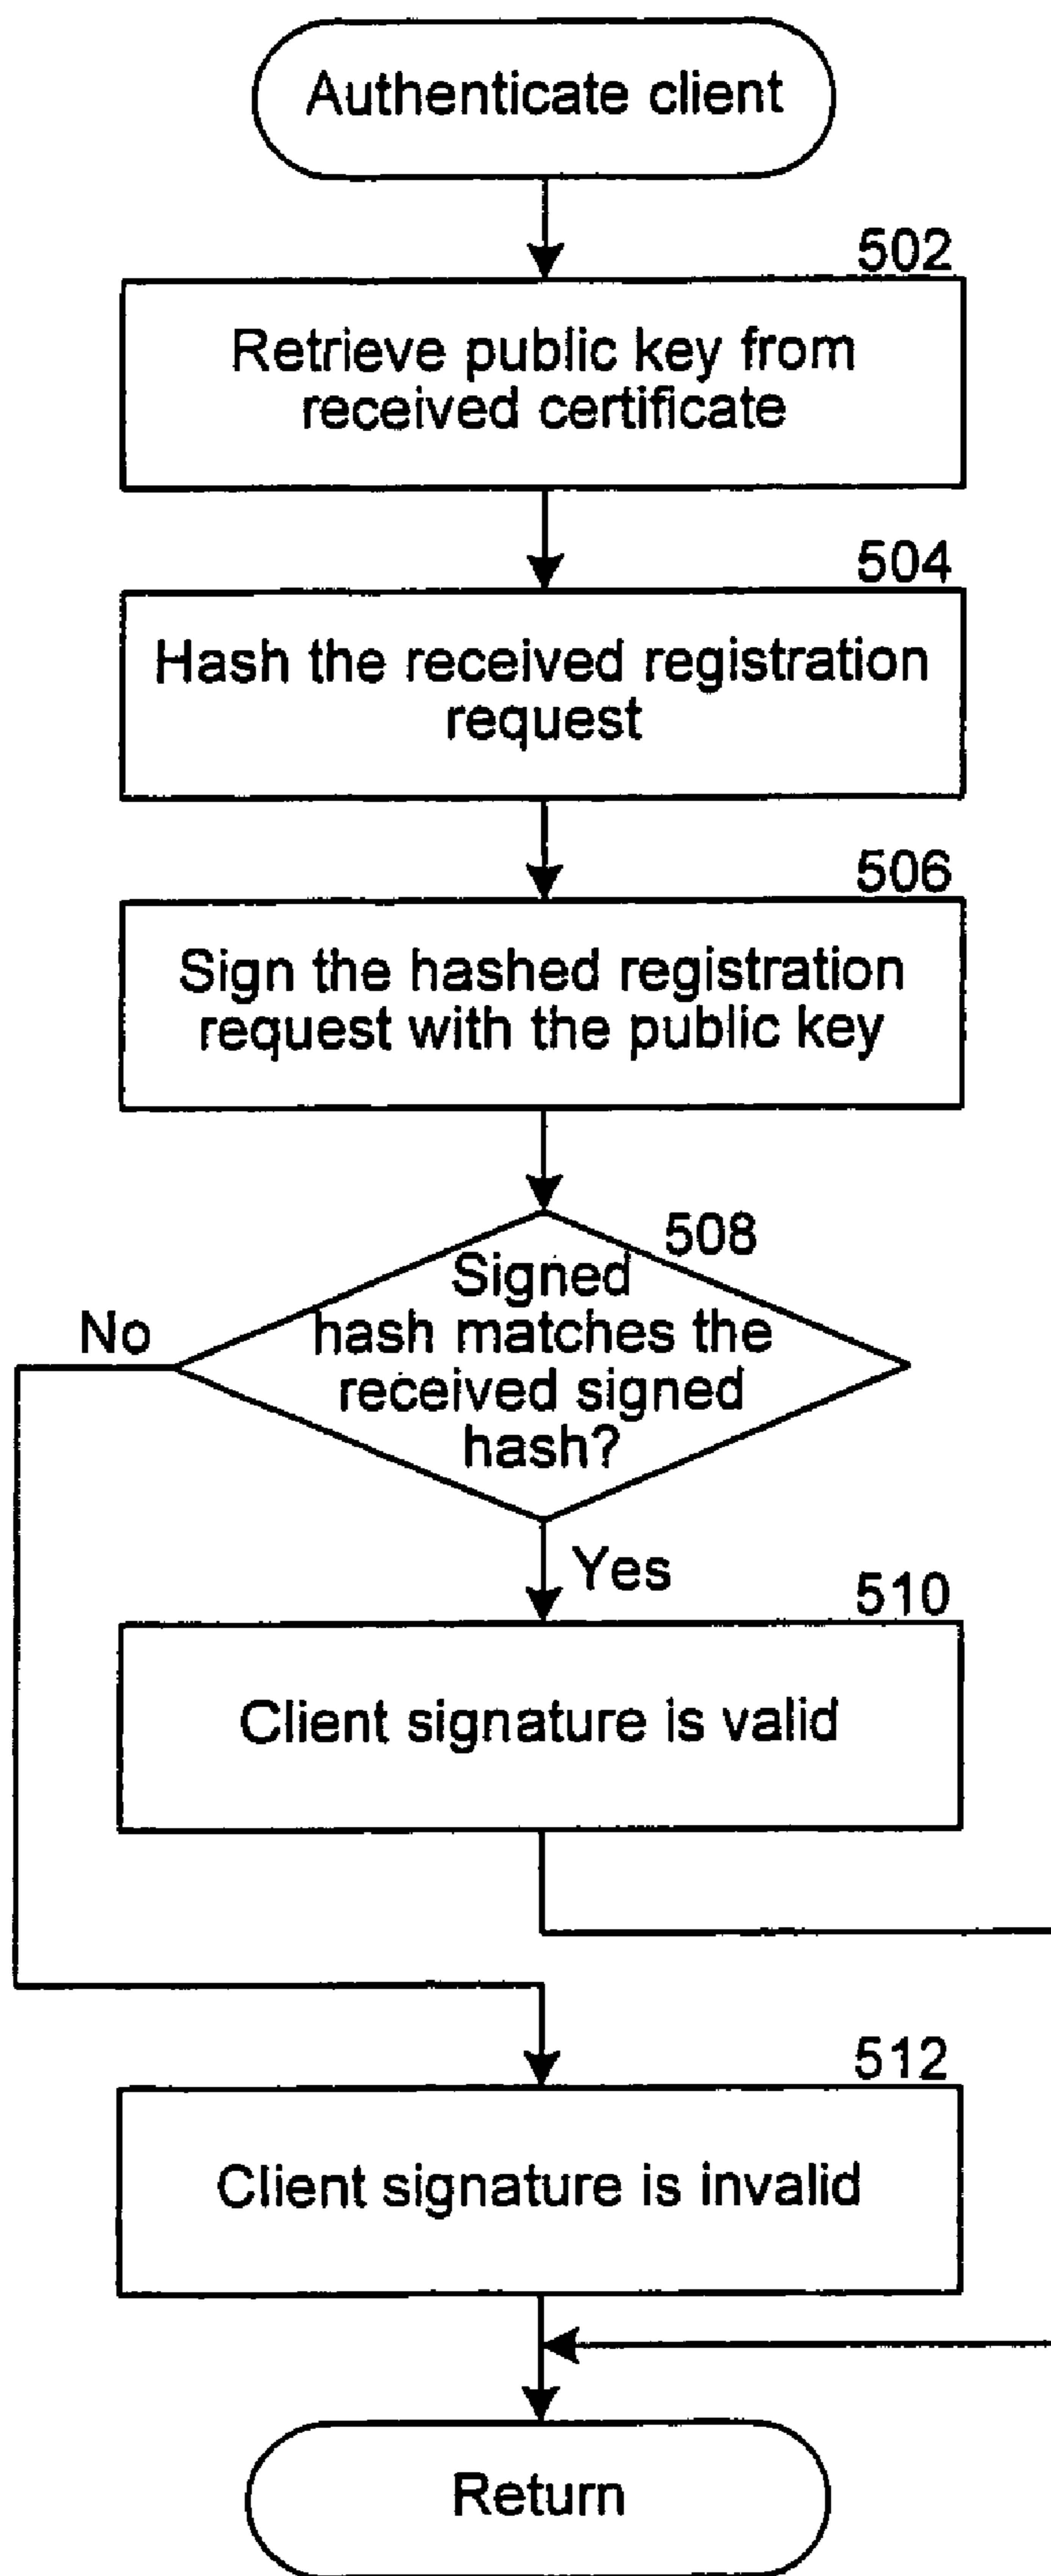 Authenticate client
502
Retrieve public key from
received certificate
504
Hash the received registration
request
506
Sign the hashed registration
request with the public key
508
Signed
hash matches the
received signed
hash?
No
Yes
510
Client signature is valid
512
Client signature is invalid
Return